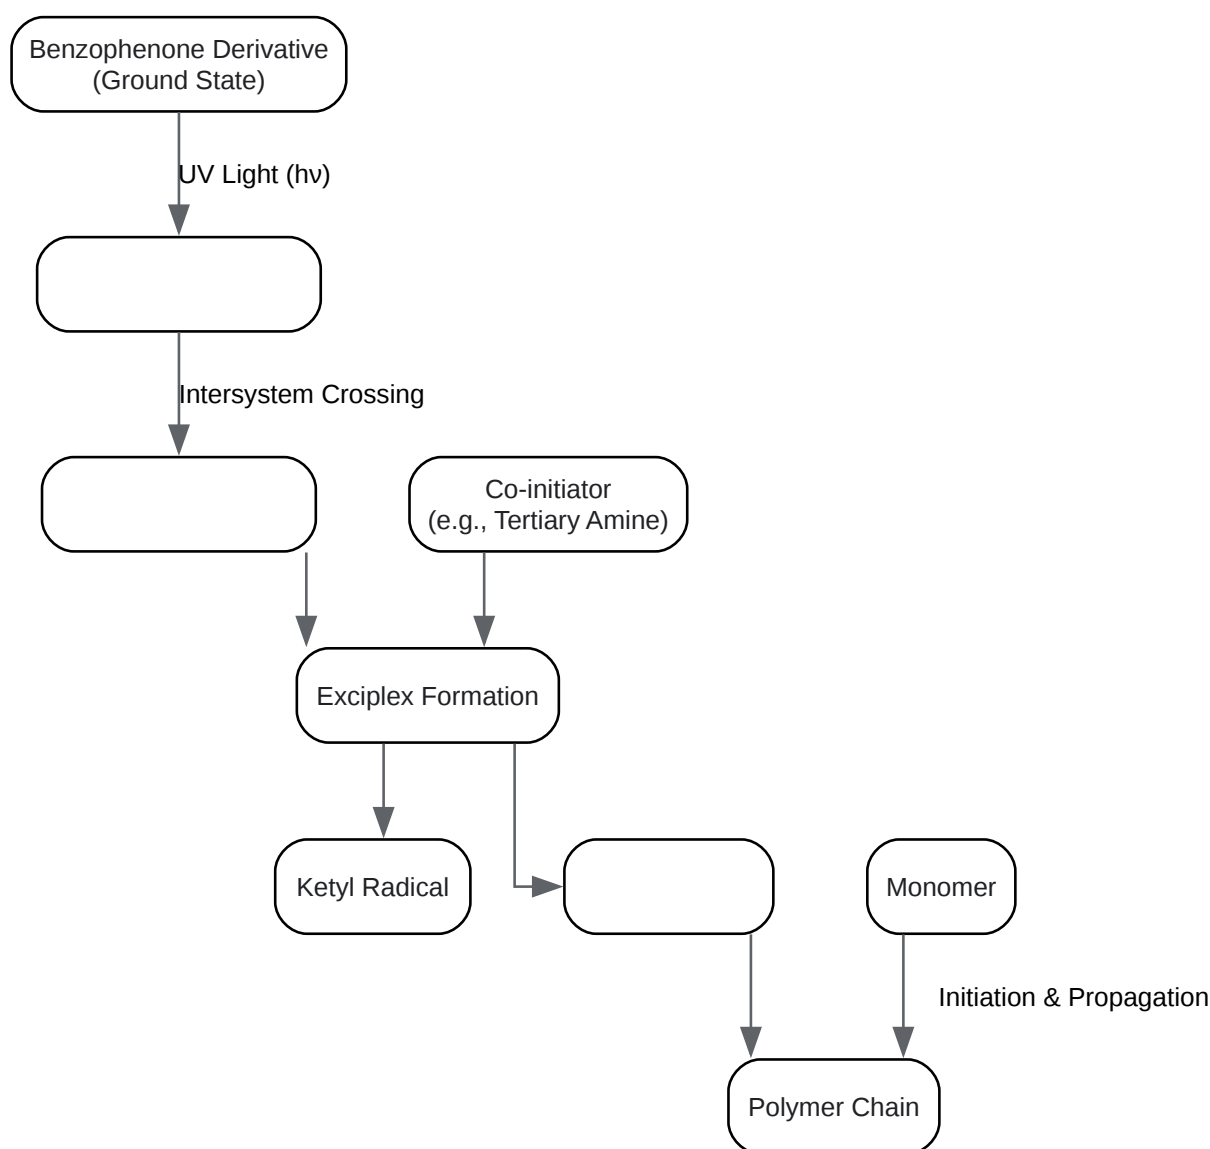 Benzophenone Derivative
(Ground State)
UV Light (hν)
Intersystem Crossing
Co-initiator
(e.g., Tertiary Amine)
Exciplex Formation
Ketyl Radical
Monomer
Initiation & Propagation
Polymer Chain